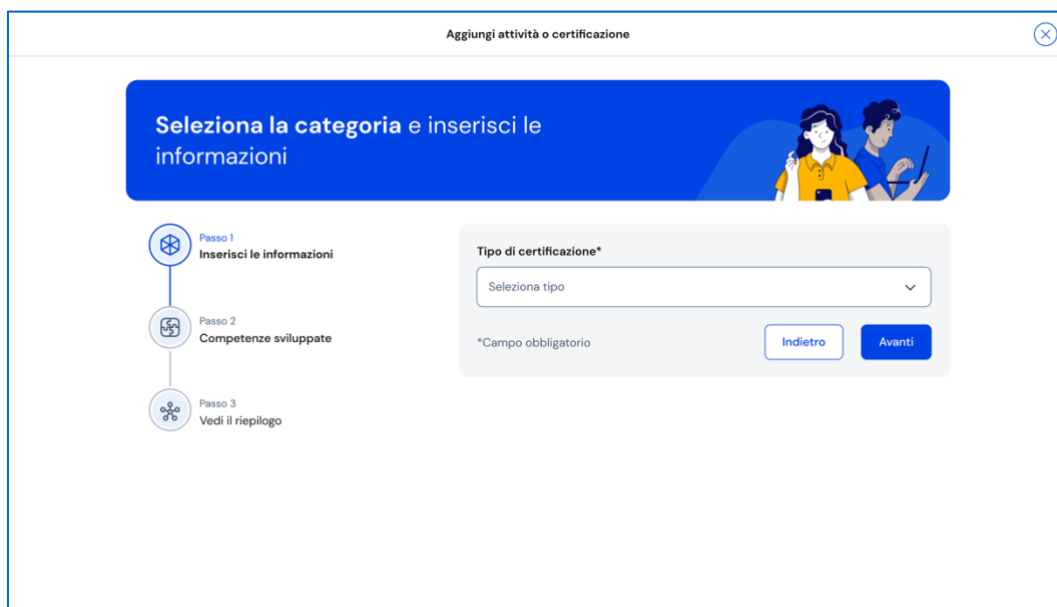 Aggiungi attività o certificazione
Seleziona la categoria e inserisci le
informazioni
Passo 1
Inserisci le informazioni
Passo 2
Competenze sviluppate
Passo 3
Vedi il riepilogo
Tipo di certificazione*
Seleziona tipo
*Campo obbligatorio
Indietro
Avanti